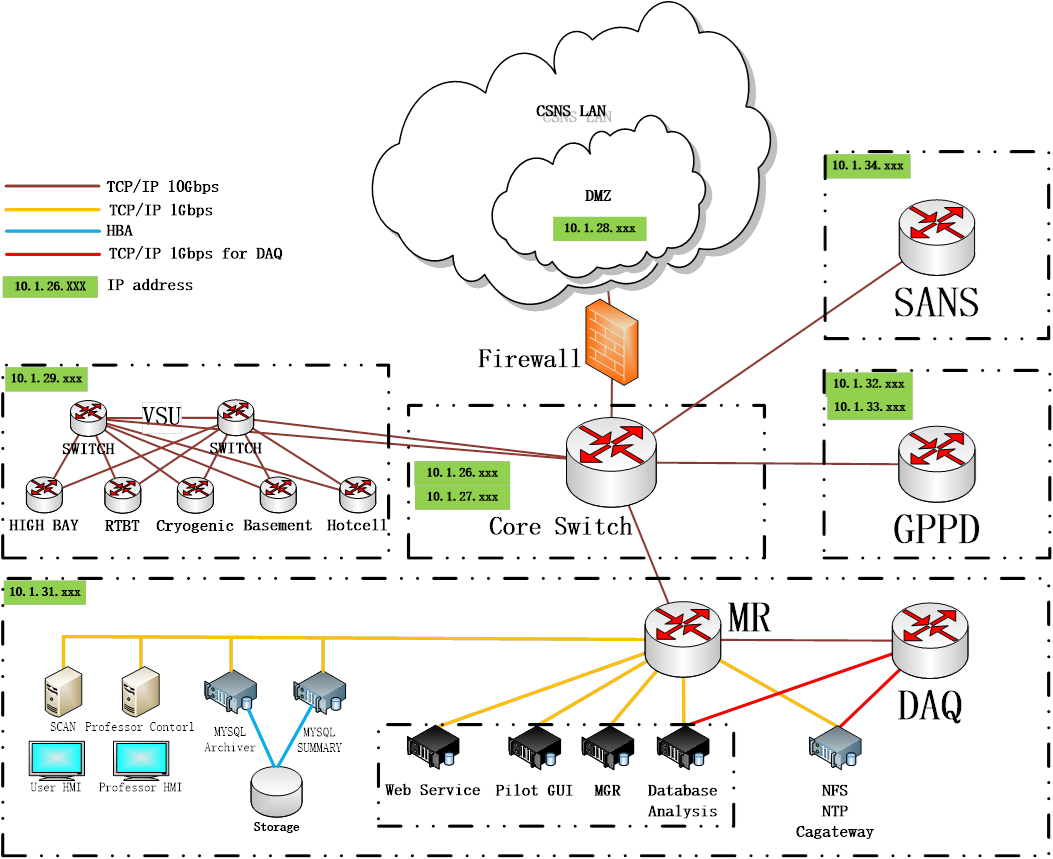 CSNS LAN
DMZ
10.1.28.xxx
TCP/IP 10Gbps
TCP/IP 1Gbps
HBA
TCP/IP 1Gbps for DAQ
10.1.26.XXX IP address
10.1.34.xxx
SANS
Firewall
10.1.29.xxx
VSU
SWITCH
SWITCH
HIGH BAY
RTBT
Cryogenic
Basement
Hotcell
10.1.26.xxx
10.1.27.xxx
Core Switch
10.1.32.xxx
10.1.33.xxx
GPPD
10.1.31.xxx
MR
DAQ
SCAN
Professor Contorl
MYSQL
Archiver
MYSQL
SUMMARY
User HMI
Professor HMI
Storage
Web Service
Pilot GUI
MGR
Database
Analysis
NFS
NTP
Cagateway